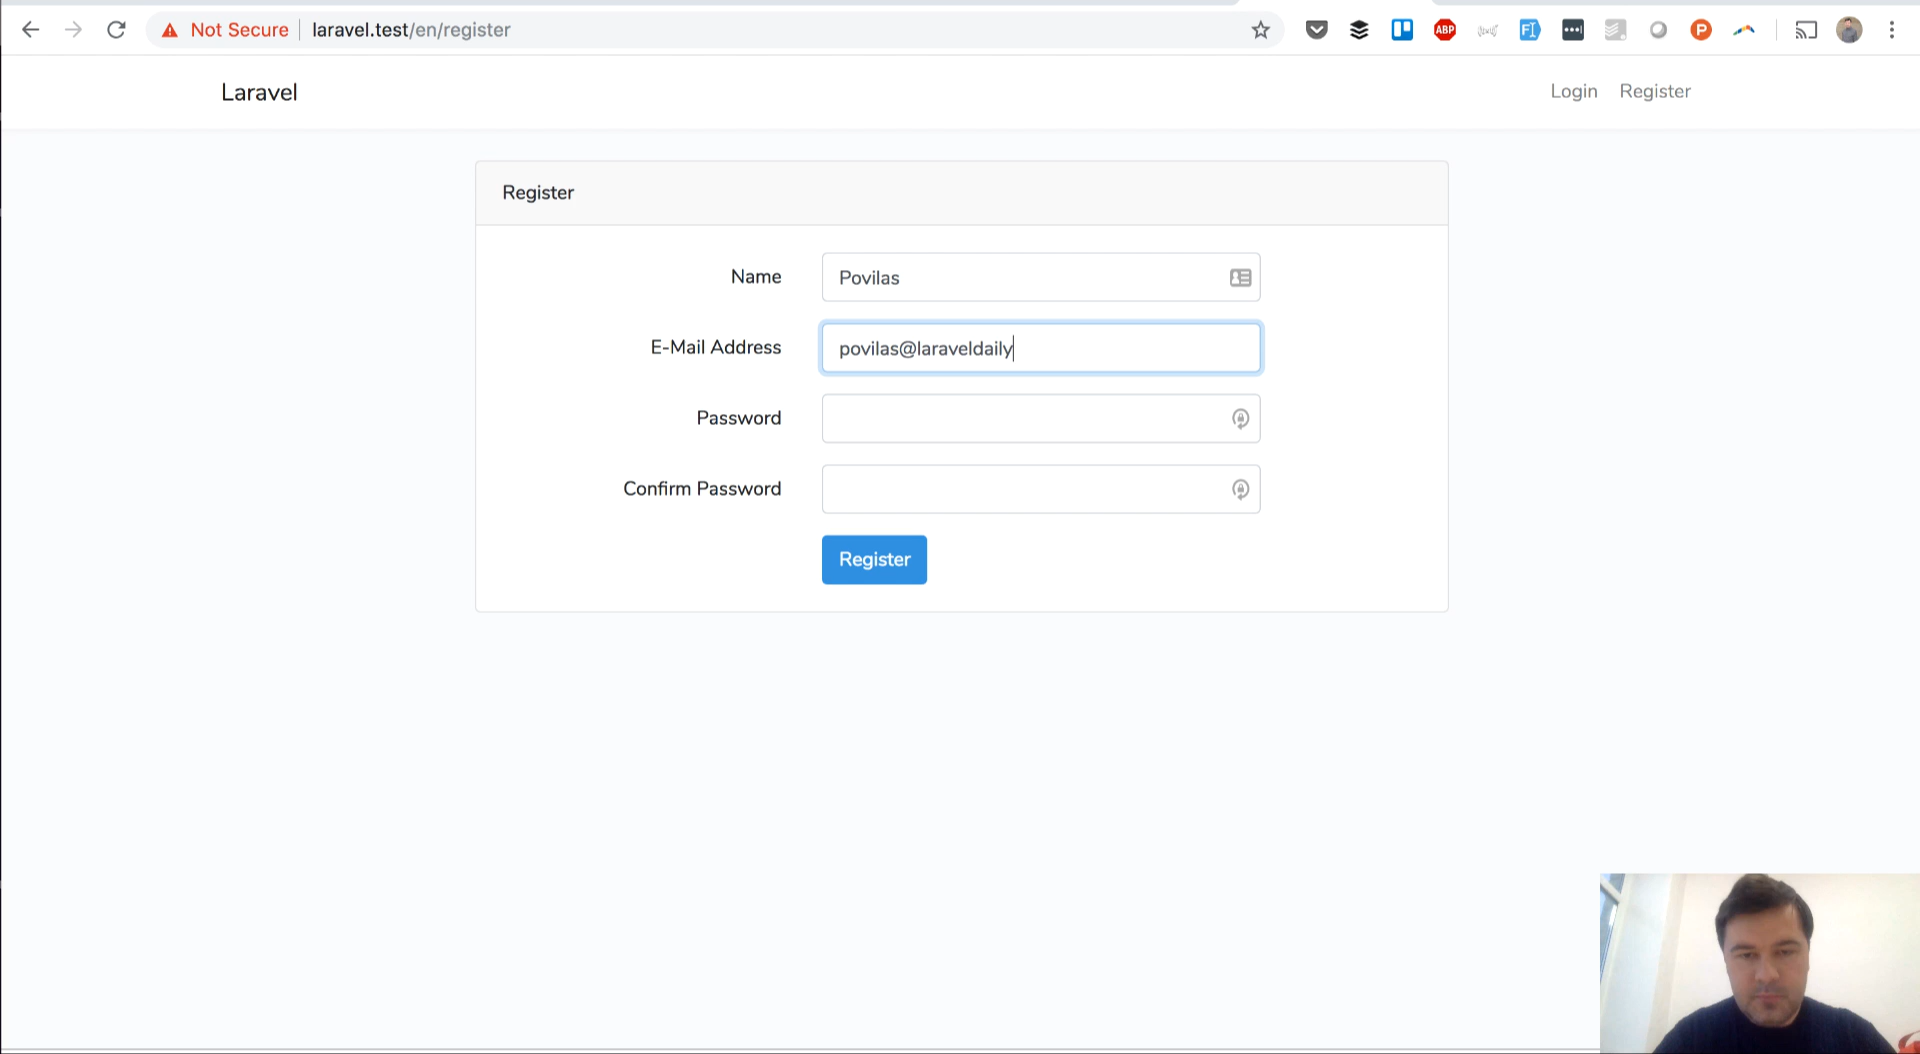 Not Secure laravel.test/en/register
ABP
P
Laravel Login Register
Register
Name Povilas
E-Mail Address povilas@laraveldaily
Password
Confirm Password
Register